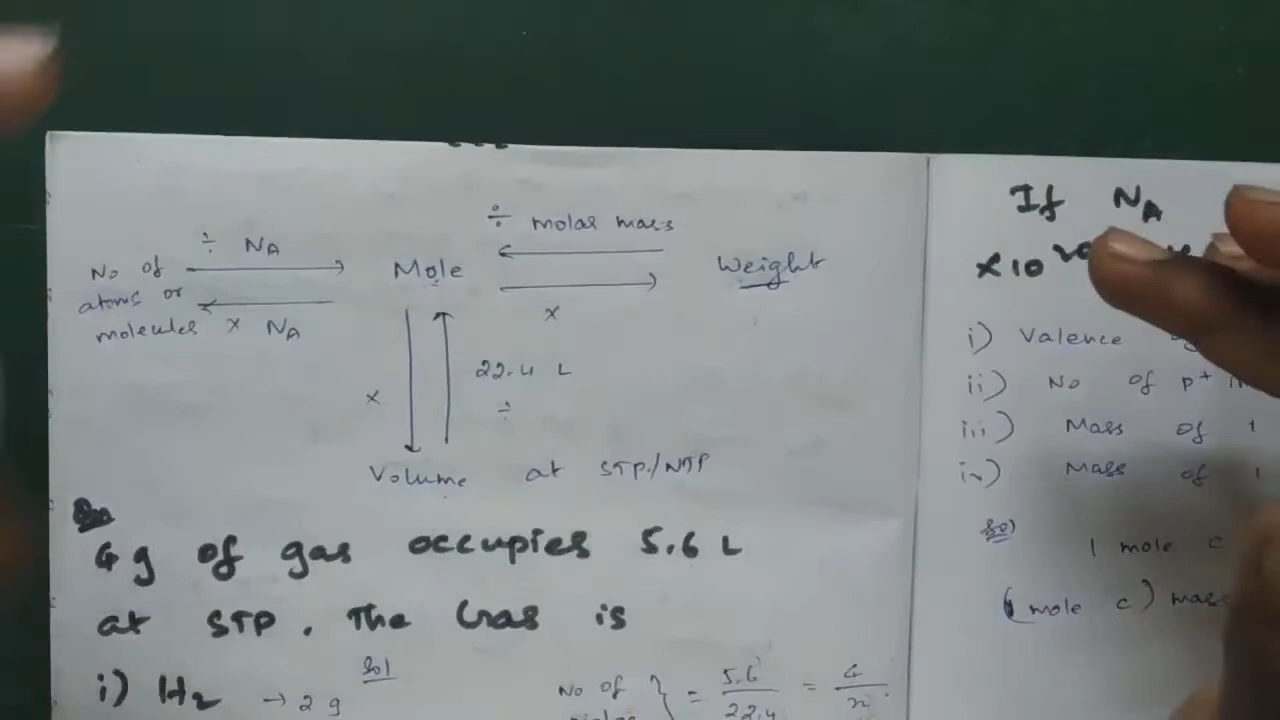 ÷ NA
No of
atoms or
molecules
× NA
Mole
÷ molar mass
×
Weight
×
22.4 L
÷
Volume at STP/NTP
4g of gas occupies 5.6 L
at STP. The Gas is
i) H2 → 2g
Sol
No of
= 5.6/22.4 = 4/x
If NA
×10
i) Valence
ii) No of p+
iii) Mass of 1
iv) Mass of 1
Sol
1 mole c
(1 mole c) mass